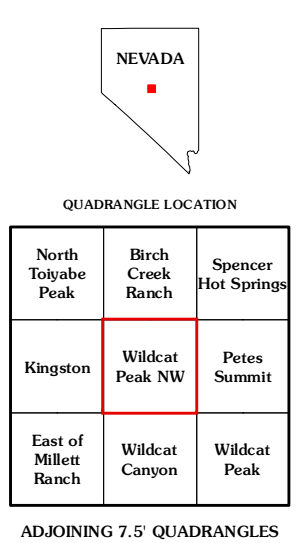 NEVADA
QUADRANGLE LOCATION
North
Toiyabe
Peak
Birch
Creek
Ranch
Spencer
Hot Springs
Kingston
Wildcat
Peak NW
Petes
Summit
East of
Millett
Ranch
Wildcat
Canyon
Wildcat
Peak
ADJOINING 7.5' QUADRANGLES